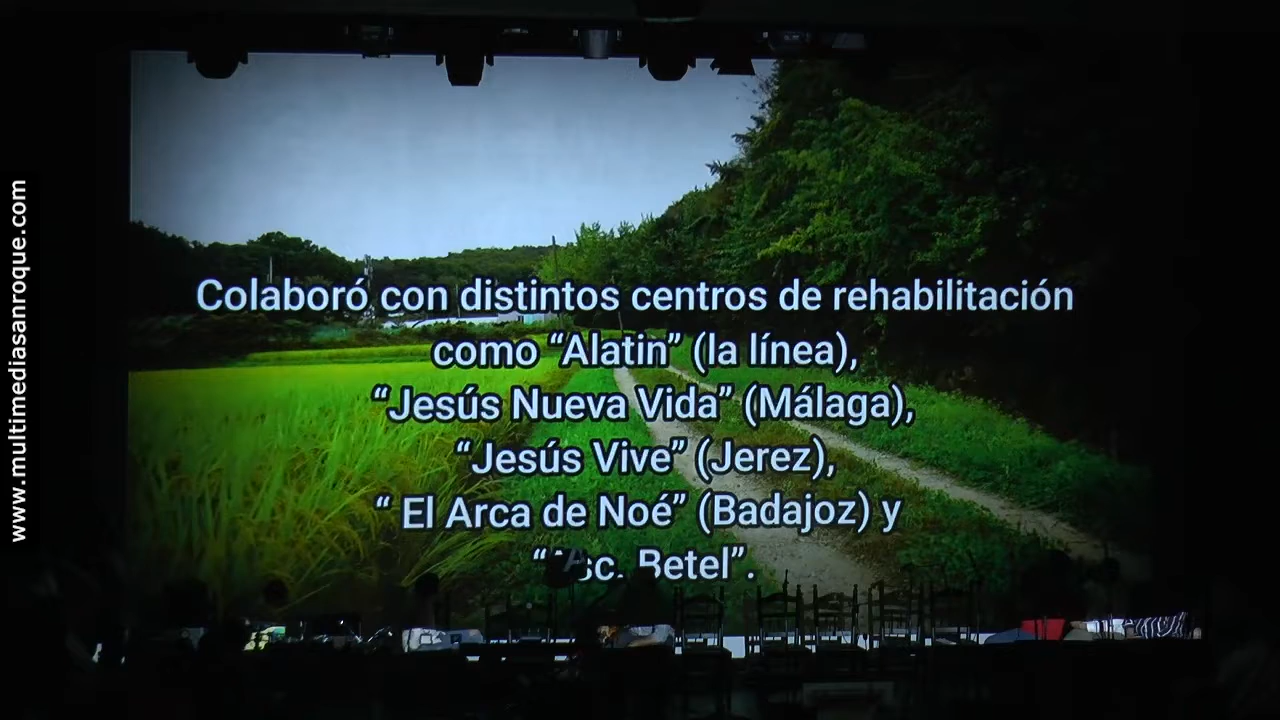 www.multimediasanroque.com
Colaboró con distintos centros de rehabilitación
como “Alatin” (la línea),
“Jesús Nueva Vida” (Málaga),
“Jesús Vive” (Jerez),
“ El Arca de Noé” (Badajoz) y
“Asc. Betel”.